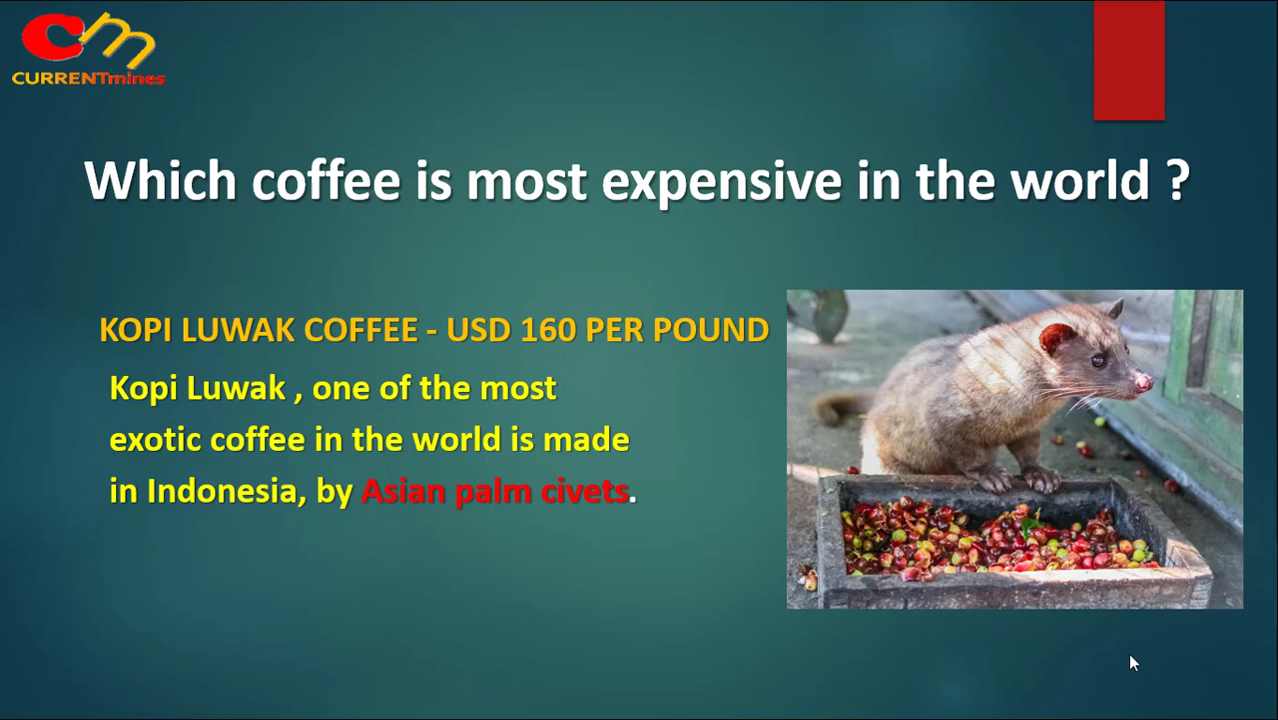 cm
CURRENTmines
Which coffee is most expensive in the world ?
KOPI LUWAK COFFEE - USD 160 PER POUND
Kopi Luwak , one of the most
exotic coffee in the world is made
in Indonesia, by Asian palm civets.